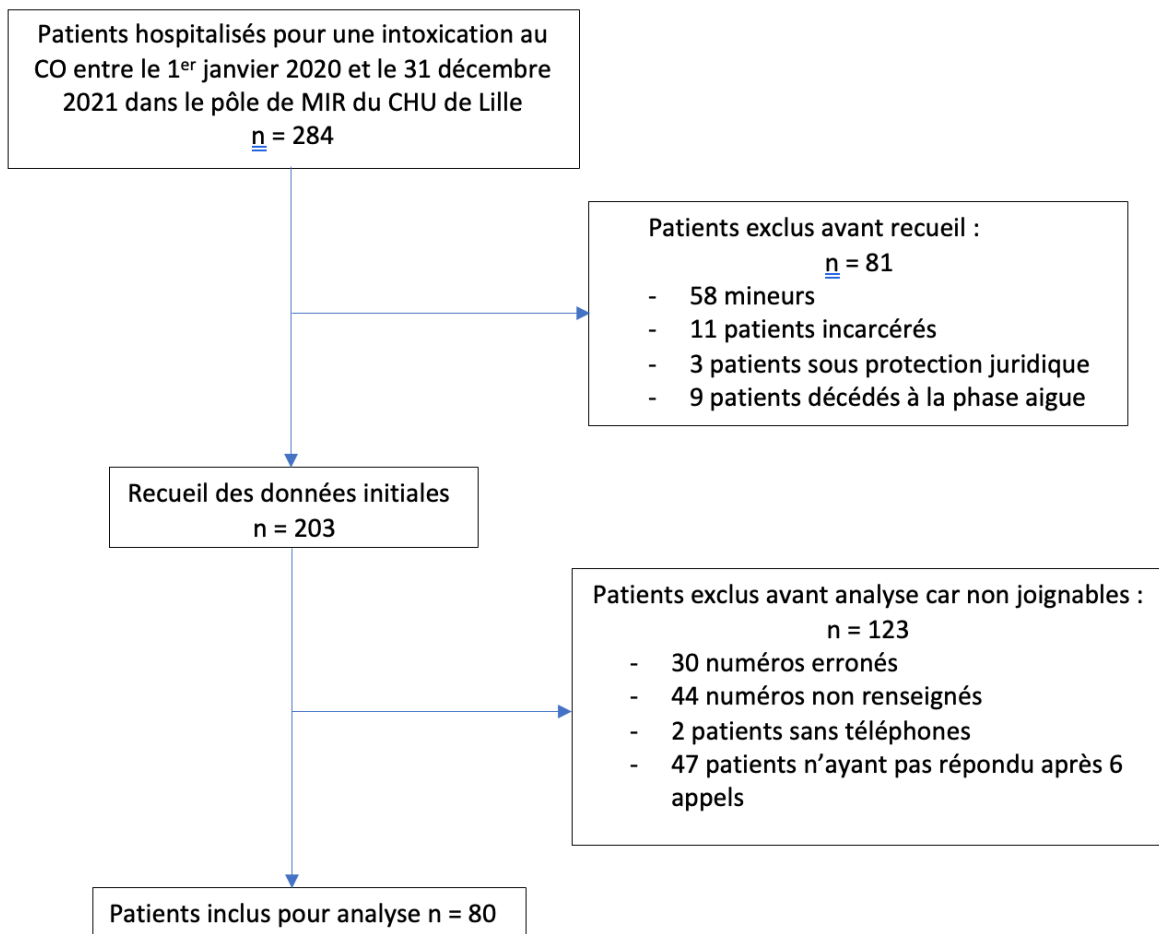 Patients hospitalisés pour une intoxication au
CO entre le 1er janvier 2020 et le 31 décembre
2021 dans le pôle de MIR du CHU de Lille
n = 284
Patients exclus avant recueil :
n = 81
- 58 mineurs
- 11 patients incarcérés
- 3 patients sous protection juridique
- 9 patients décédés à la phase aigue
Recueil des données initiales
n = 203
Patients exclus avant analyse car non joignables :
n = 123
- 30 numéros erronés
- 44 numéros non renseignés
- 2 patients sans téléphones
- 47 patients n’ayant pas répondu après 6
appels
Patients inclus pour analyse n = 80